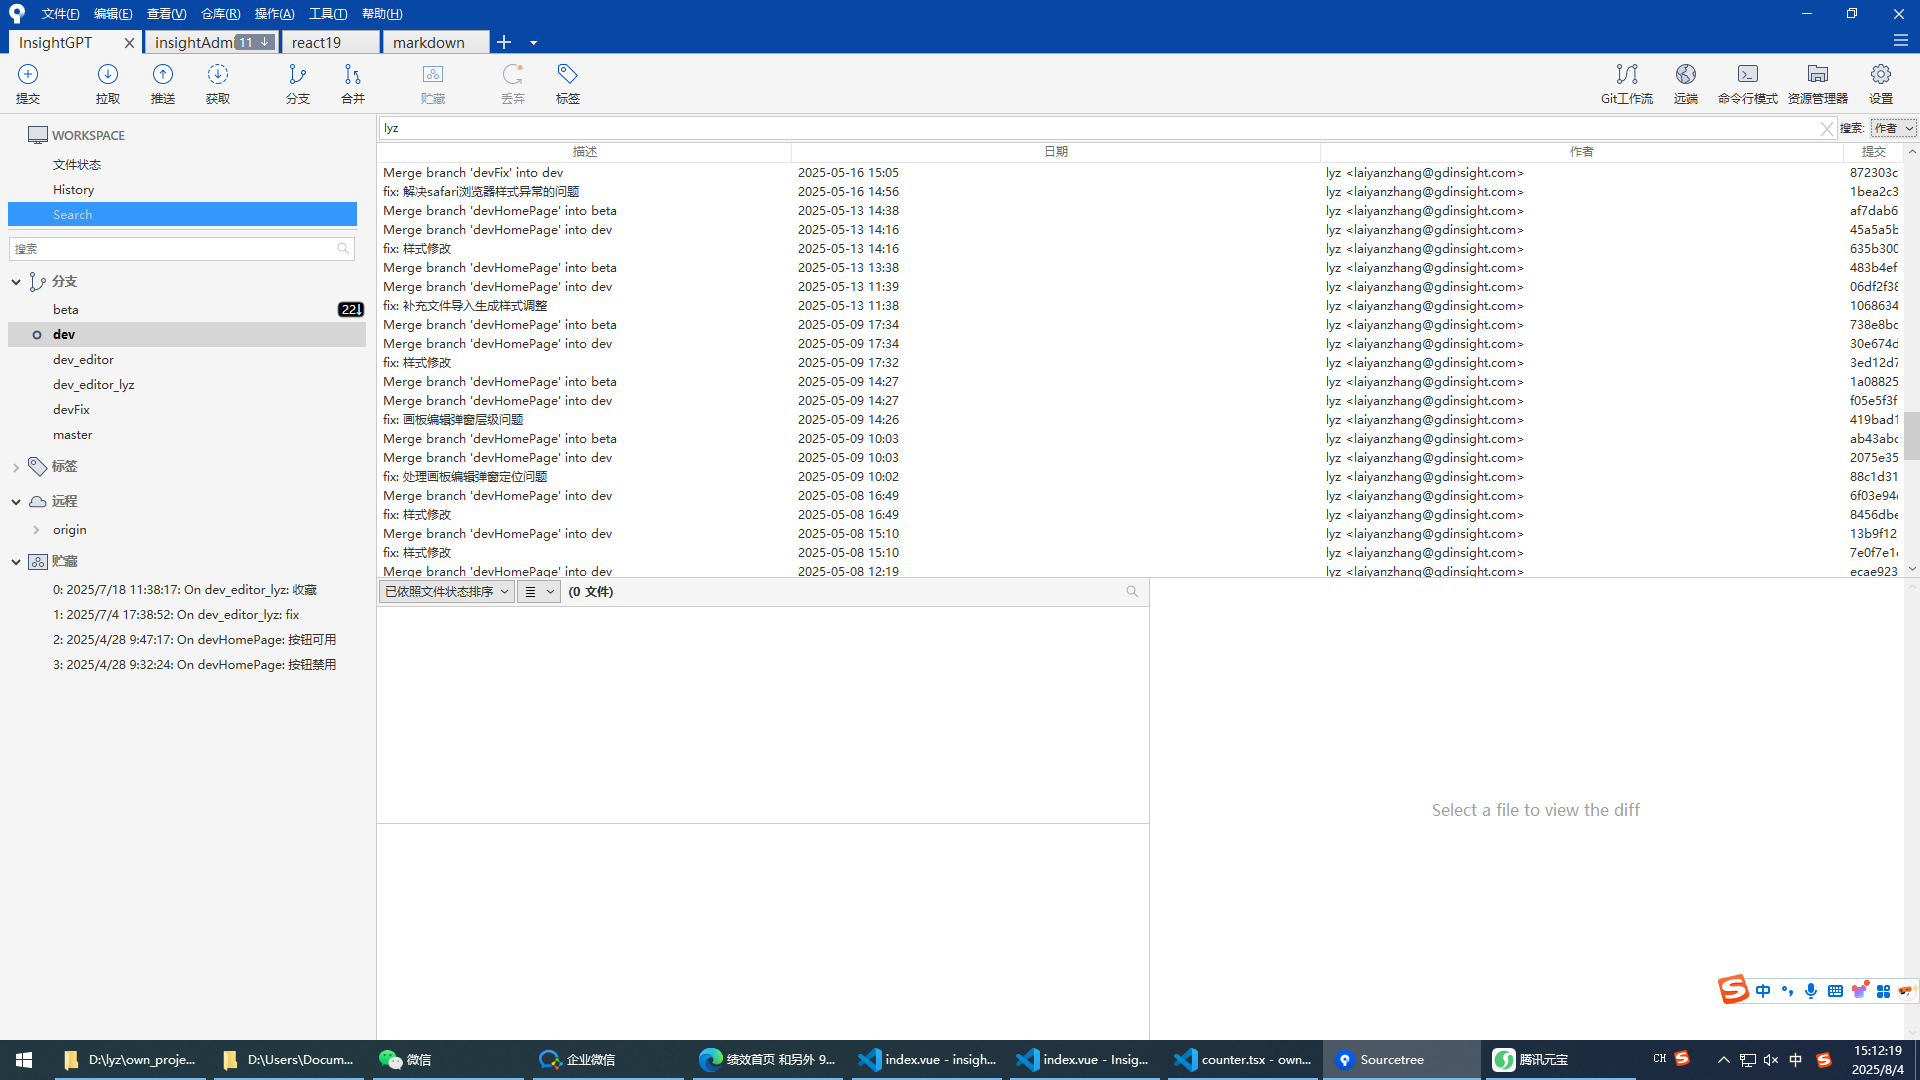 文件(F) 编辑(E) 查看(V) 仓库(R) 操作(A) 工具(T) 帮助(H)
InsightGPT insightAdmi 11 react19 markdown
提交 拉取 推送 获取 分支 合并 贮藏 丢弃 标签 Git工作流 远端 命令行模式 资源管理器 设置
WORKSPACE
文件状态
History
Search
搜索
分支
beta 22
dev
dev_editor
dev_editor_lyz
devFix
master
标签
远程
origin
贮藏
0: 2025/7/18 11:38:17: On dev_editor_lyz: 收藏
1: 2025/7/4 17:38:52: On dev_editor_lyz: fix
2: 2025/4/28 9:47:17: On devHomePage: 按钮可用
3: 2025/4/28 9:32:24: On devHomePage: 按钮禁用
lyz 搜索: 作者
描述 日期 作者 提交
Merge branch 'devFix' into dev 2025-05-16 15:05 lyz <laiyanzhang@gdinsight.com> 872303c
fix: 解决safari浏览器样式异常的问题 2025-05-16 14:56 lyz <laiyanzhang@gdinsight.com> 1bea2c3
Merge branch 'devHomePage' into beta 2025-05-13 14:38 lyz <laiyanzhang@gdinsight.com> af7dab6
Merge branch 'devHomePage' into dev 2025-05-13 14:16 lyz <laiyanzhang@gdinsight.com> 45a5a5b
fix: 样式修改 2025-05-13 14:16 lyz <laiyanzhang@gdinsight.com> 635b300
Merge branch 'devHomePage' into beta 2025-05-13 13:38 lyz <laiyanzhang@gdinsight.com> 483b4ef
Merge branch 'devHomePage' into dev 2025-05-13 11:39 lyz <laiyanzhang@gdinsight.com> 06df2f38
fix: 补充文件导入生成样式调整 2025-05-13 11:38 lyz <laiyanzhang@gdinsight.com> 1068634
Merge branch 'devHomePage' into beta 2025-05-09 17:34 lyz <laiyanzhang@gdinsight.com> 738e8bc
Merge branch 'devHomePage' into dev 2025-05-09 17:34 lyz <laiyanzhang@gdinsight.com> 30e674d
fix: 样式修改 2025-05-09 17:32 lyz <laiyanzhang@gdinsight.com> 3ed12d7
Merge branch 'devHomePage' into beta 2025-05-09 14:27 lyz <laiyanzhang@gdinsight.com> 1a08825
Merge branch 'devHomePage' into dev 2025-05-09 14:27 lyz <laiyanzhang@gdinsight.com> f05e5f3f
fix: 画板编辑弹窗层级问题 2025-05-09 14:26 lyz <laiyanzhang@gdinsight.com> 419bad1
Merge branch 'devHomePage' into beta 2025-05-09 10:03 lyz <laiyanzhang@gdinsight.com> ab43abc
Merge branch 'devHomePage' into dev 2025-05-09 10:03 lyz <laiyanzhang@gdinsight.com> 2075e35
fix: 处理画板编辑弹窗定位问题 2025-05-09 10:02 lyz <laiyanzhang@gdinsight.com> 88c1d31
Merge branch 'devHomePage' into dev 2025-05-08 16:49 lyz <laiyanzhang@gdinsight.com> 6f03e94
fix: 样式修改 2025-05-08 16:49 lyz <laiyanzhang@gdinsight.com> 8456dbe
Merge branch 'devHomePage' into dev 2025-05-08 15:10 lyz <laiyanzhang@gdinsight.com> 13b9f12
fix: 样式修改 2025-05-08 15:10 lyz <laiyanzhang@gdinsight.com> 7e0f7e1
Merge branch 'devHomePage' into dev 2025-05-08 12:19 lyz <laiyanzhang@gdinsight.com> ecae923
已依照文件状态排序 (0 文件)
Select a file to view the diff
中
D:\lyz\own_proje... D:\Users\Docum... 微信 企业微信 绩效首页 和另外 9... index.vue - insigh... index.vue - Insig... counter.tsx - own... Sourcetree 腾讯元宝 CH 中 15:12:19
2025/8/4